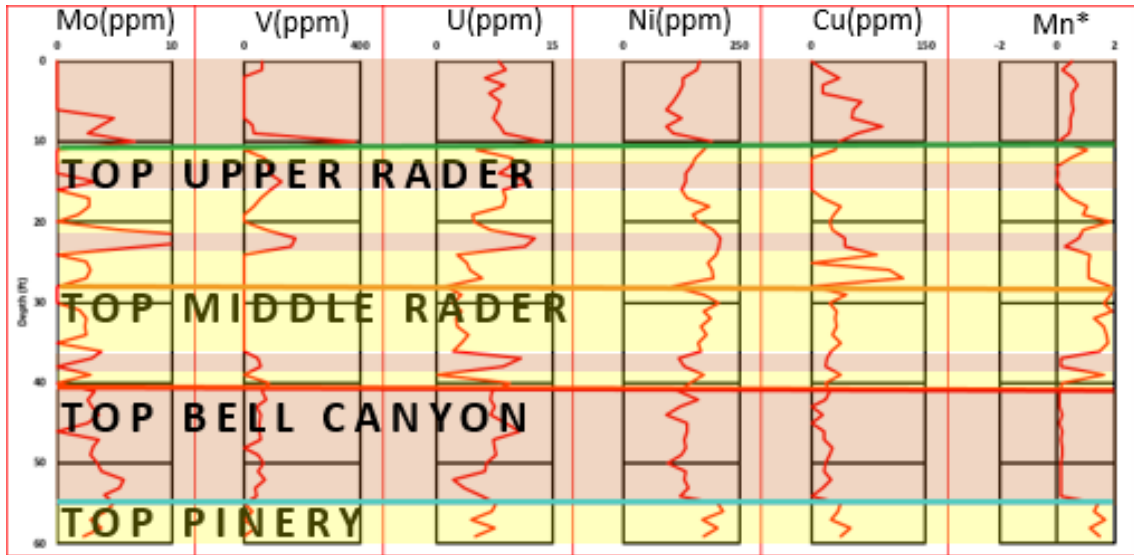 Mo(ppm) V(ppm) U(ppm) Ni(ppm) Cu(ppm) Mn*
0 10 0 400 0 15 0 250 0 150 -2 0 2
0
10
TOP UPPER RADER
20
Depth (ft)
TOP MIDDLE RADER
30
40
TOP BELL CANYON
50
TOP PINERY
60